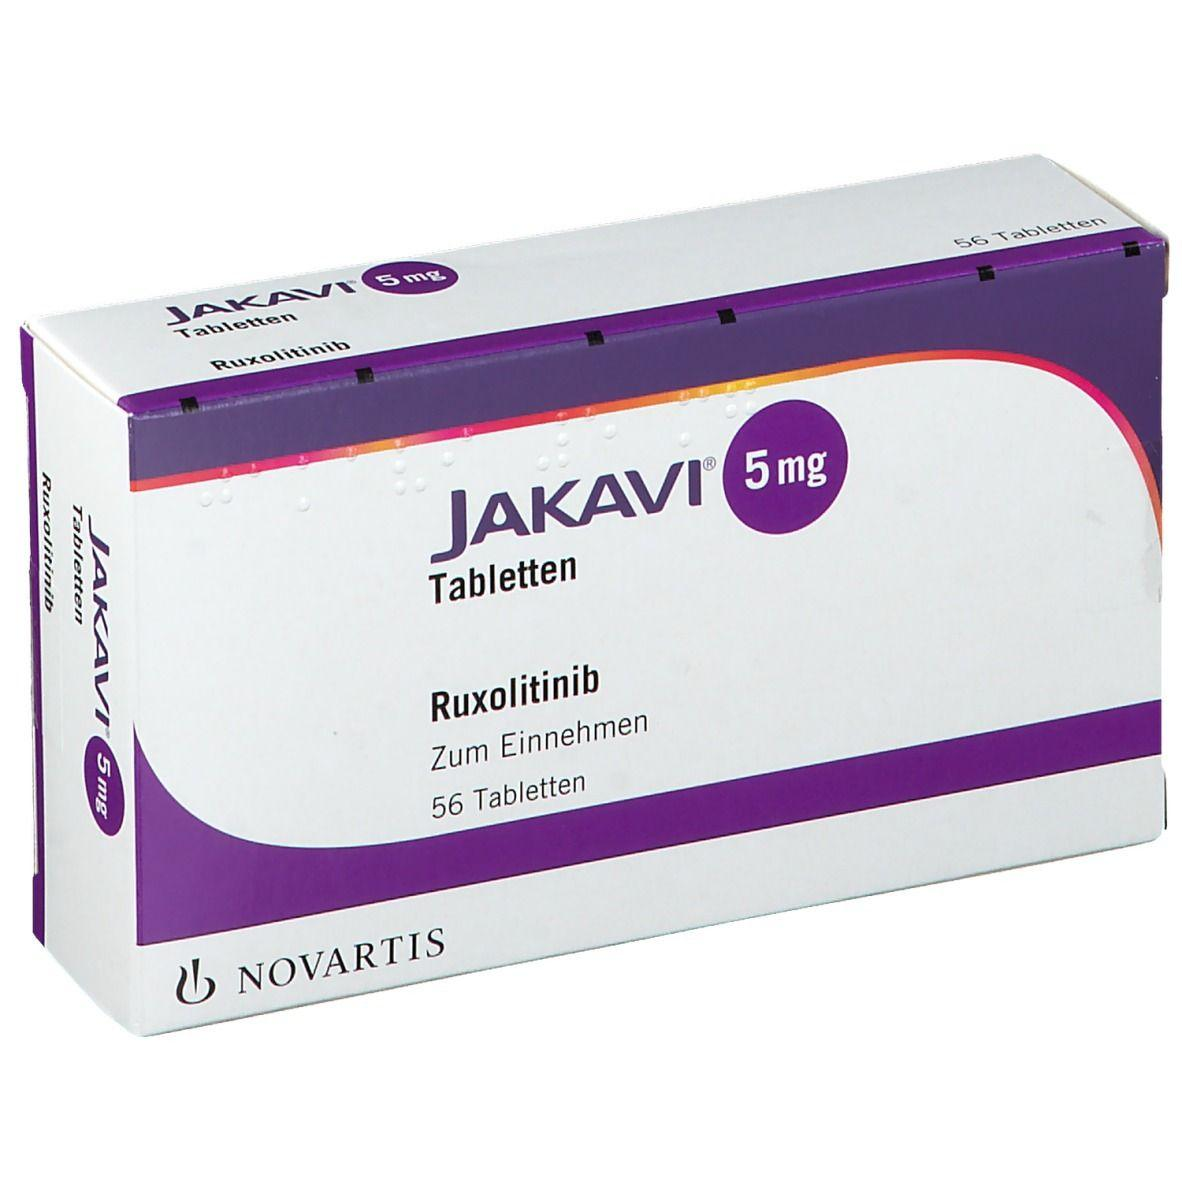 JAKAVI® 5 mg
Tabletten
Ruxolitinib
56 Tabletten
JAKAVI® 5 mg
Tabletten
Ruxolitinib
Zum Einnehmen
56 Tabletten
NOVARTIS
JAKAVI® 5 mg
Tabletten
Ruxolitinib